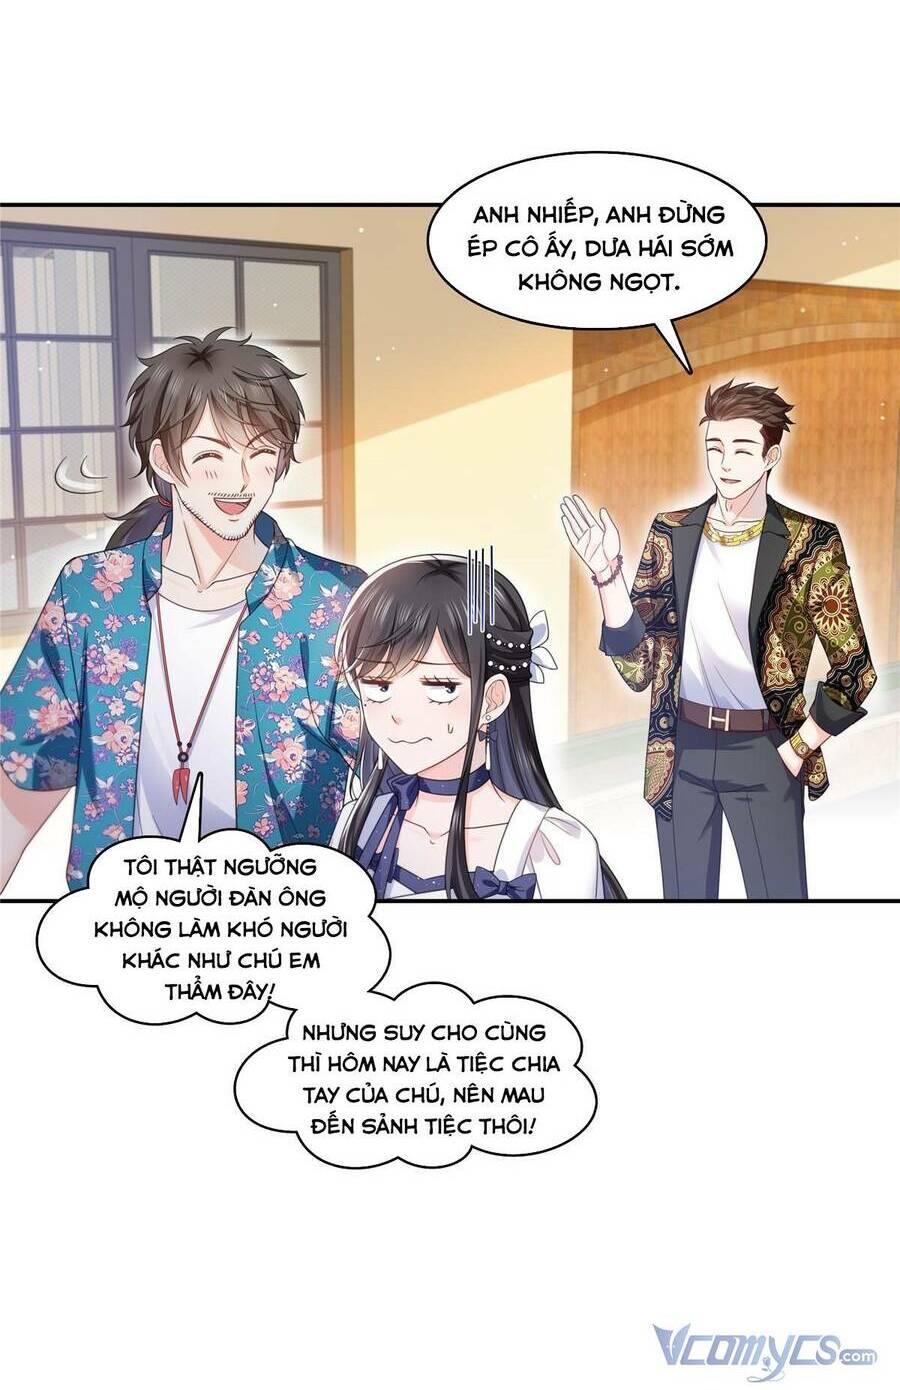 ANH NHIẾP, ANH ĐỪNG
ÉP CÔ ẤY, DƯA HÁI SỚM
KHÔNG NGỌT.
TÔI THẬT NGƯỠNG
MỘ NGƯỜI ĐÀN ÔNG
KHÔNG LÀM KHÓ NGƯỜI
KHÁC NHƯ CHÚ EM
THẨM ĐÂY!
NHƯNG SUY CHO CÙNG
THÌ HÔM NAY LÀ TIỆC CHIA
TAY CỦA CHÚ, NÊN MAU
ĐẾN SẢNH TIỆC THÔI!
VCOMYCS.com